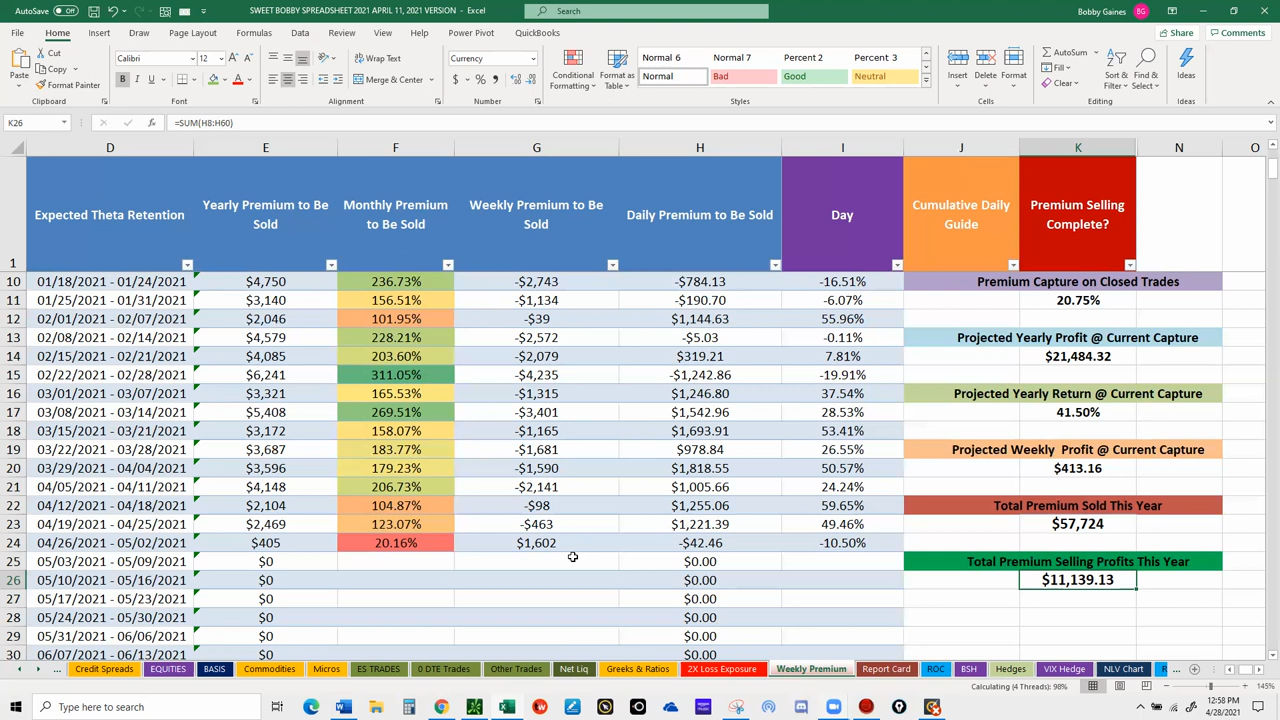 AutoSave Off SWEET BOBBY SPREADSHEET 2021 APRIL 11, 2021 VERSION - Excel Search Bobby Gaines BG
File Home Insert Draw Page Layout Formulas Data Review View Help Power Pivot QuickBooks Share Comments
Cut Calibri 12 Wrap Text Currency Normal 6 Normal 7 Percent 2 Percent 3 AutoSum
Copy Fill
Paste Format Painter B I U Merge & Center Conditional Formatting Format as Table Normal Bad Good Neutral Insert Delete Format Clear Sort & Filter Find & Select Ideas
Clipboard Font Alignment Number Styles Cells Editing Ideas
K26 =SUM(H8:H60)
D E F G H I J K N O
1 Expected Theta Retention Yearly Premium to Be Sold Monthly Premium to Be Sold Weekly Premium to Be Sold Daily Premium to Be Sold Day Cumulative Daily Guide Premium Selling Complete?
10 01/18/2021 - 01/24/2021 $4,750 236.73% -$2,743 -$784.13 -16.51% Premium Capture on Closed Trades
11 01/25/2021 - 01/31/2021 $3,140 156.51% -$1,134 -$190.70 -6.07% 20.75%
12 02/01/2021 - 02/07/2021 $2,046 101.95% -$39 $1,144.63 55.96%
13 02/08/2021 - 02/14/2021 $4,579 228.21% -$2,572 -$5.03 -0.11% Projected Yearly Profit @ Current Capture
14 02/15/2021 - 02/21/2021 $4,085 203.60% -$2,079 $319.21 7.81% $21,484.32
15 02/22/2021 - 02/28/2021 $6,241 311.05% -$4,235 -$1,242.86 -19.91%
16 03/01/2021 - 03/07/2021 $3,321 165.53% -$1,315 $1,246.80 37.54% Projected Yearly Return @ Current Capture
17 03/08/2021 - 03/14/2021 $5,408 269.51% -$3,401 $1,542.96 28.53% 41.50%
18 03/15/2021 - 03/21/2021 $3,172 158.07% -$1,165 $1,693.91 53.41%
19 03/22/2021 - 03/28/2021 $3,687 183.77% -$1,681 $978.84 26.55% Projected Weekly Profit @ Current Capture
20 03/29/2021 - 04/04/2021 $3,596 179.23% -$1,590 $1,818.55 50.57% $413.16
21 04/05/2021 - 04/11/2021 $4,148 206.73% -$2,141 $1,005.66 24.24%
22 04/12/2021 - 04/18/2021 $2,104 104.87% -$98 $1,255.06 59.65% Total Premium Sold This Year
23 04/19/2021 - 04/25/2021 $2,469 123.07% -$463 $1,221.39 49.46% $57,724
24 04/26/2021 - 05/02/2021 $405 20.16% $1,602 -$42.46 -10.50%
25 05/03/2021 - 05/09/2021 $0 $0.00 Total Premium Selling Profits This Year
26 05/10/2021 - 05/16/2021 $0 $0.00 $11,139.13
27 05/17/2021 - 05/23/2021 $0 $0.00
28 05/24/2021 - 05/30/2021 $0 $0.00
29 05/31/2021 - 06/06/2021 $0 $0.00
30 06/07/2021 - 06/13/2021 $0 $0.00
... Credit Spreads EQUITIES BASIS Commodities Micros ES TRADES 0 DTE Trades Other Trades Net Liq Greeks & Ratios 2X Loss Exposure Weekly Premium Report Card ROC BSH Hedges VIX Hedge NLV Chart R ...
Calculating (4 Threads): 98% 145%
Type here to search 12:58 PM
4/28/2021